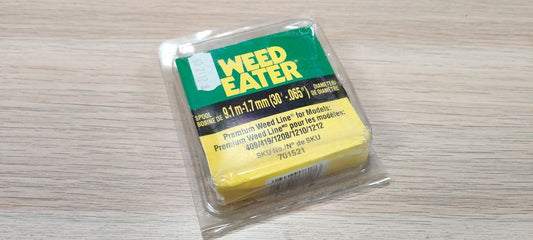 WEED
EATER
SPOOL
BOBINE DE
9.1 m-1.7 mm (30' - .065")
DIAMETER
DE DIAMÈTRE
Premium Weed Line for Models:
Premium Weed Line pour les modèles:
409/419/1208/1210/1212
SKU No./N° de SKU
701521